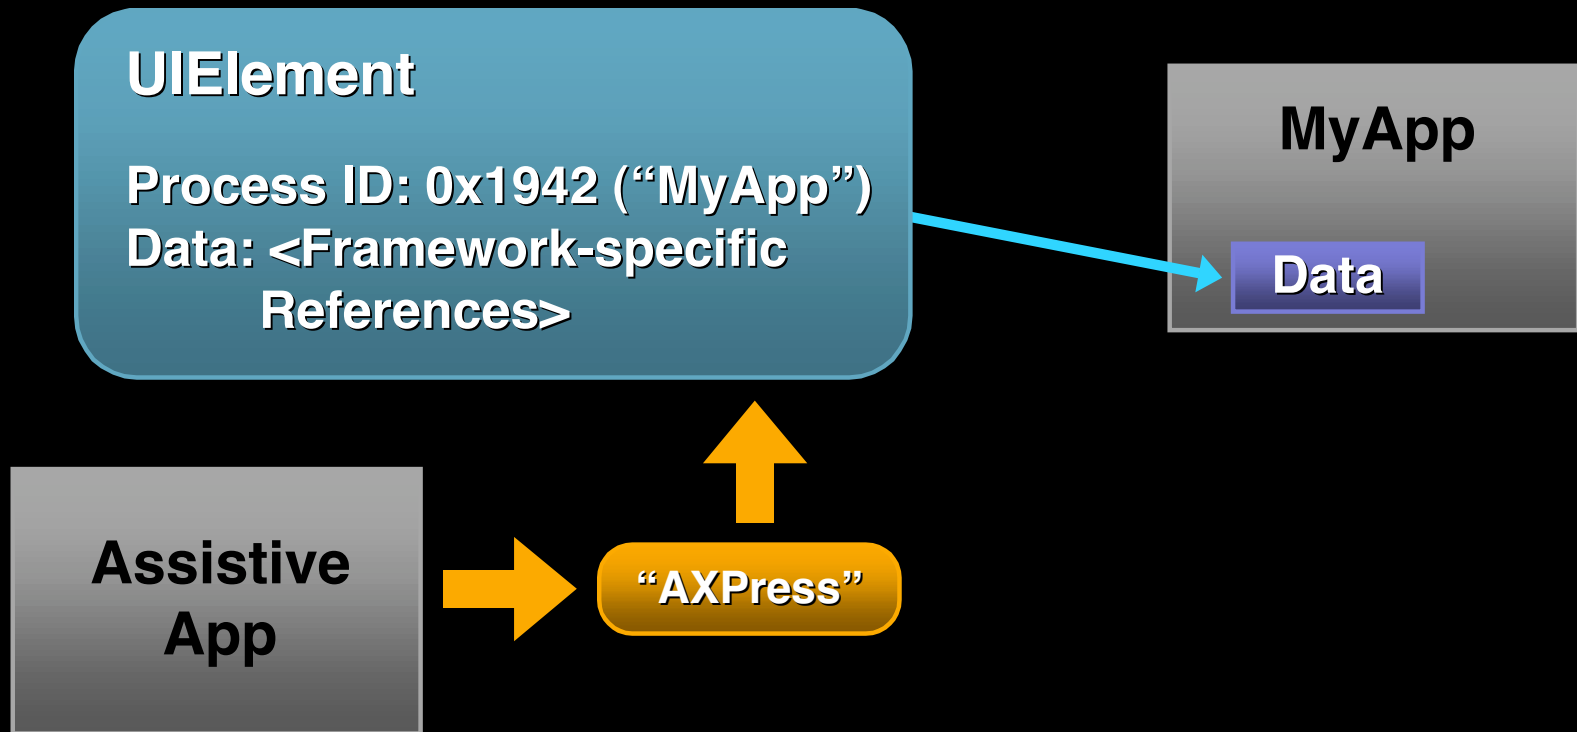 UIElement
Process ID: 0x1942 (“MyApp”)
Data: <Framework-specific
References>
MyApp
Data
Assistive
App
“AXPress”